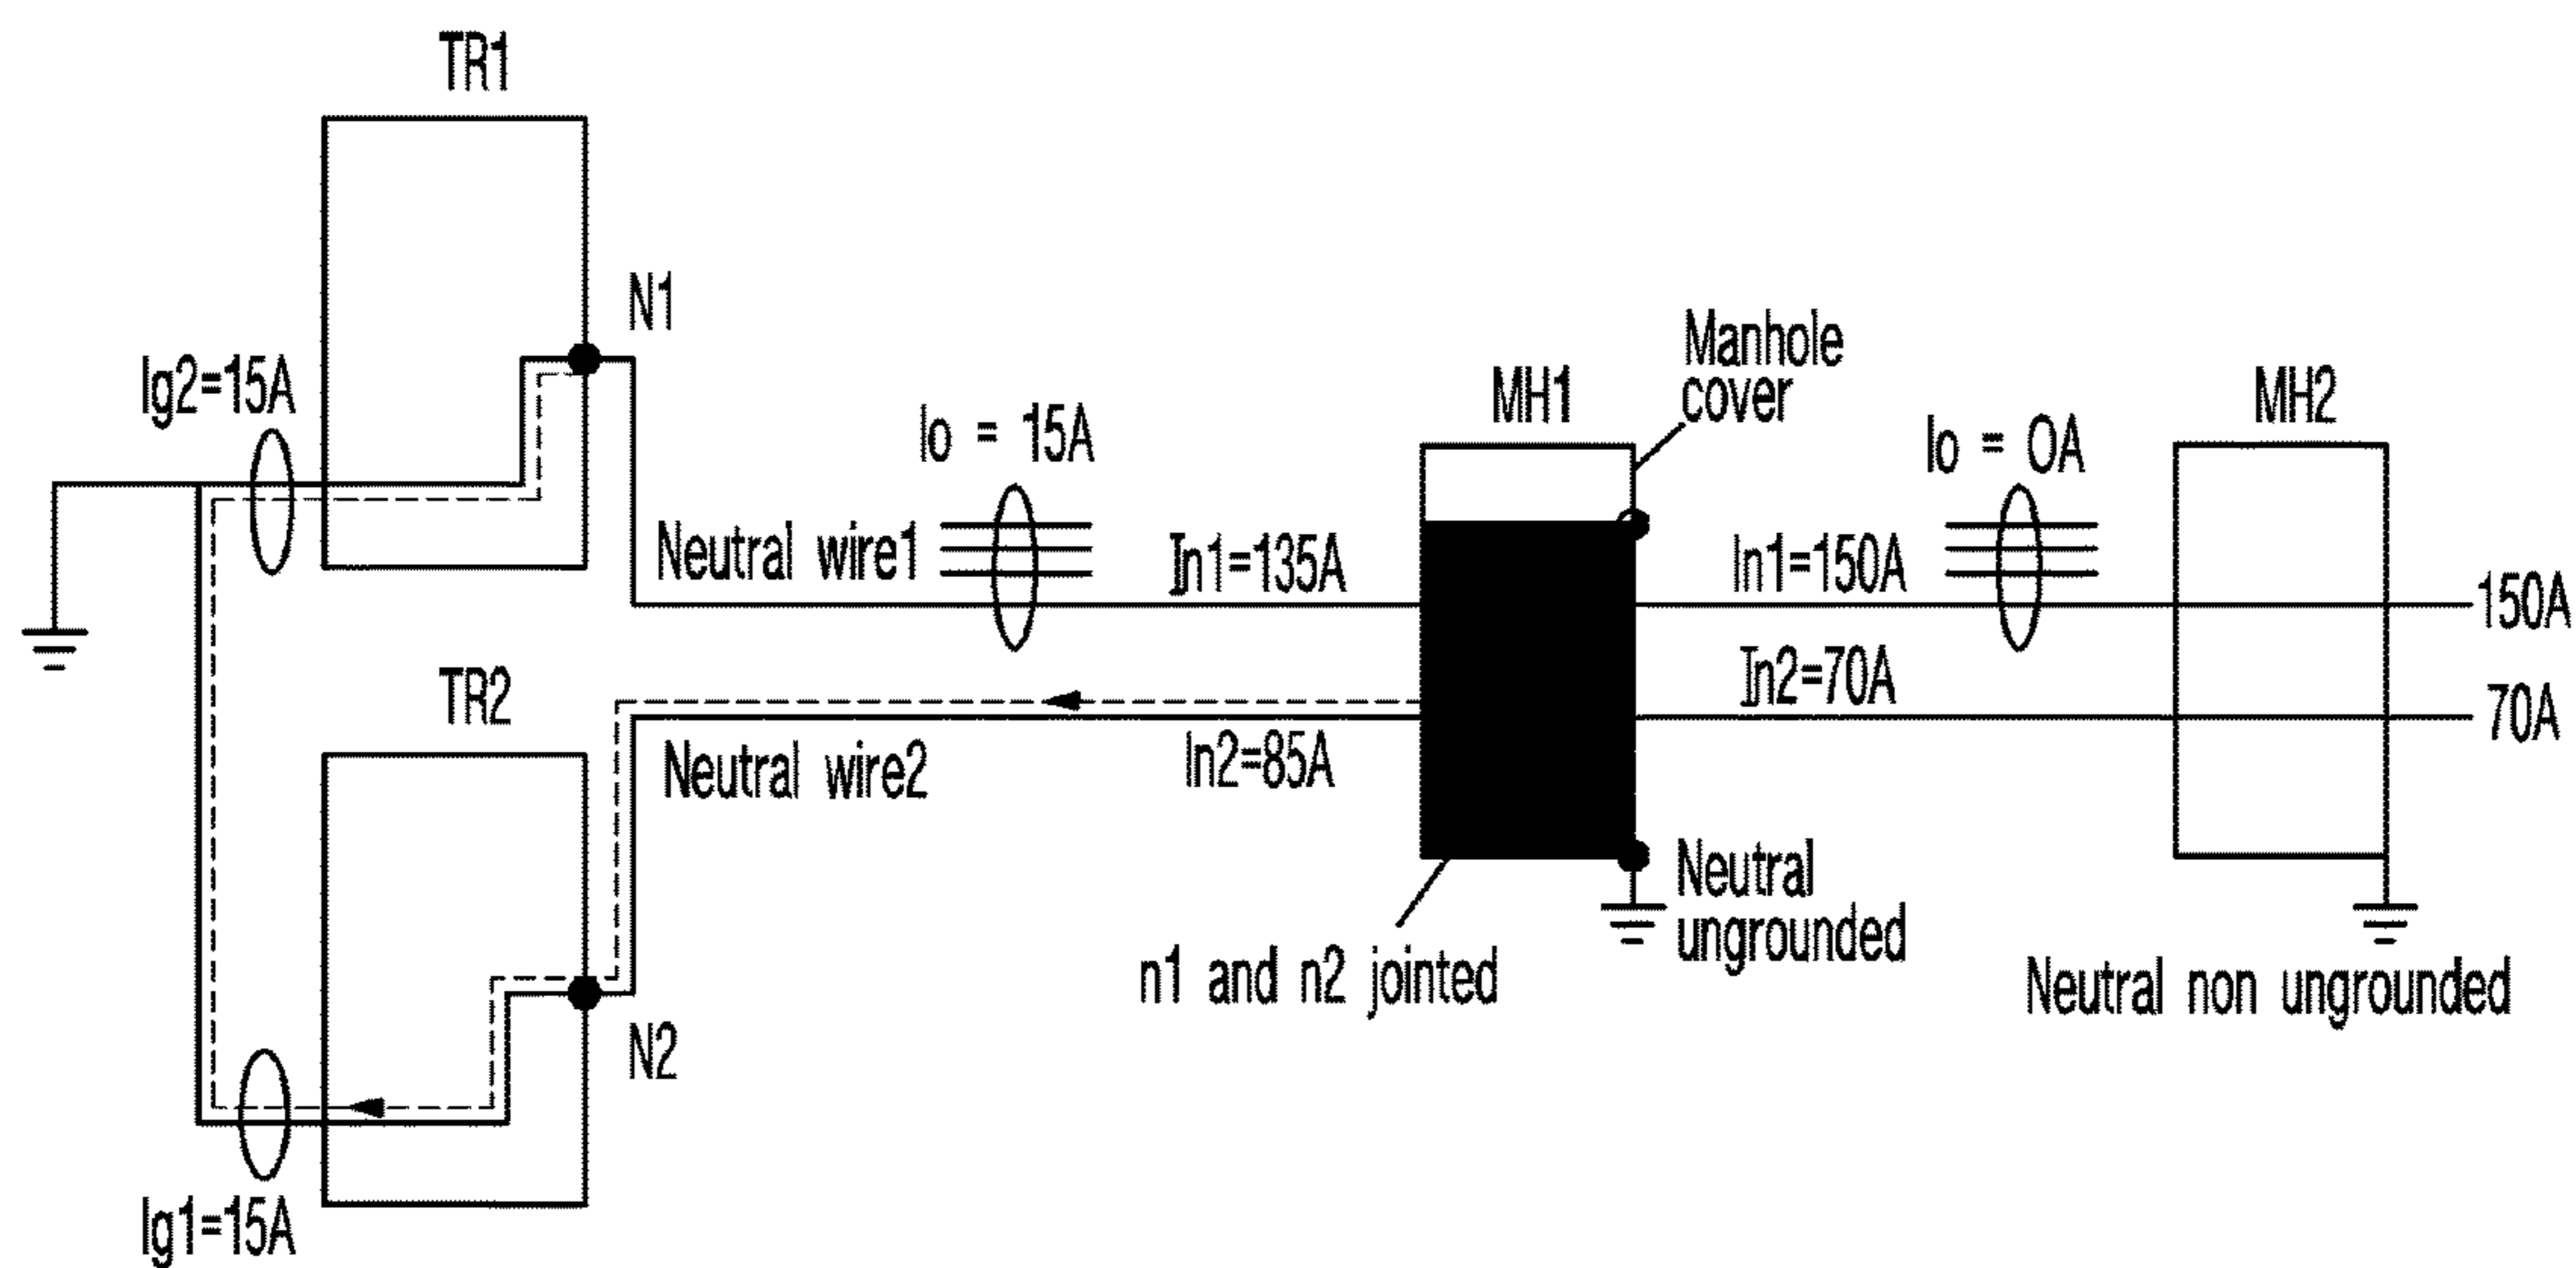 TR1
N1
Ig2=15A
Io = 15A
Neutral wire1
In1=135A
MH1
Manhole
cover
Io = 0A
MH2
In1=150A
150A
In2=70A
70A
TR2
Neutral wire2
In2=85A
Neutral
ungrounded
n1 and n2 jointed
Neutral non ungrounded
N2
Ig1=15A